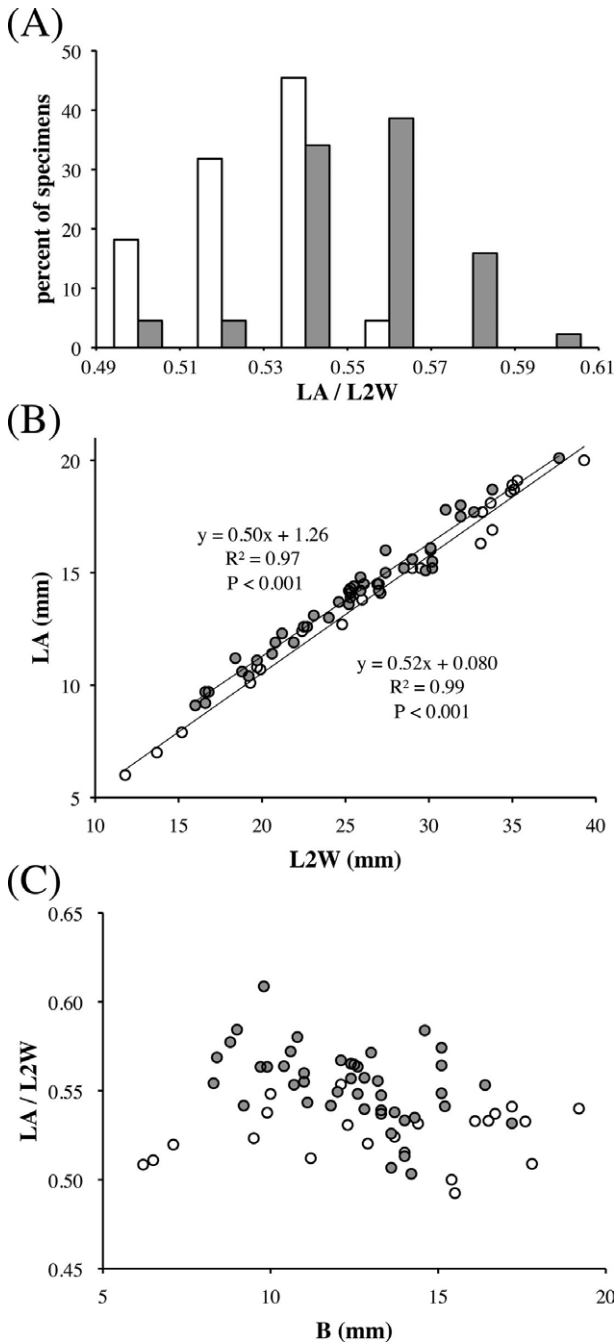 (A)
50
40
30
20
10
0
percent of specimens
0.49 0.51 0.53 0.55 0.57 0.59 0.61
LA / L2W
(B)
20
15
10
5
LA (mm)
y = 0.50x + 1.26
R² = 0.97
P < 0.001
y = 0.52x + 0.080
R² = 0.99
P < 0.001
10 15 20 25 30 35 40
L2W (mm)
(C)
0.65
0.60
0.55
0.50
0.45
LA / L2W
5 10 15 20
B (mm)